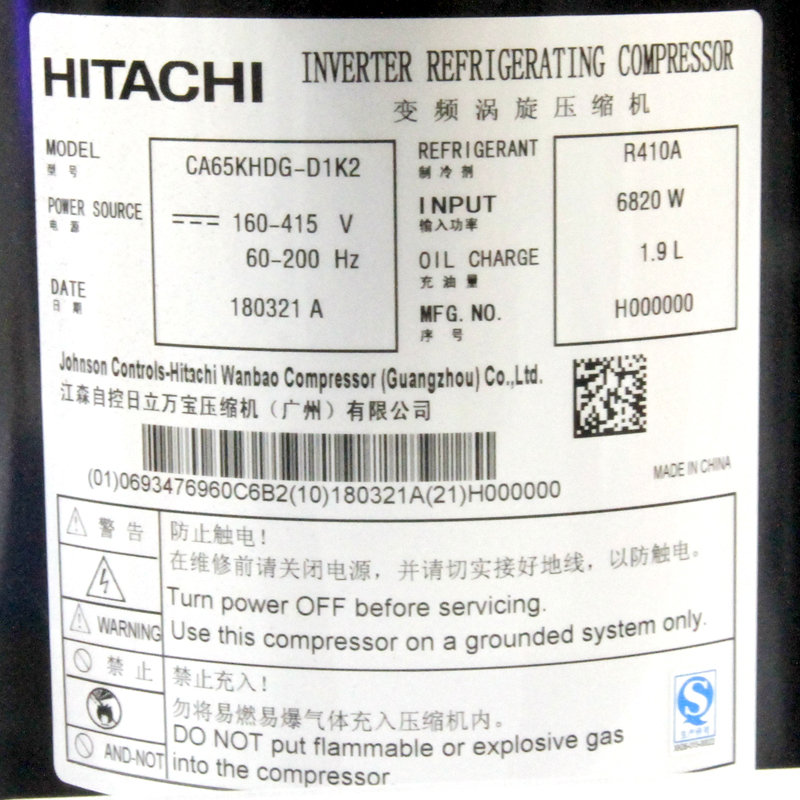 HITACHI INVERTER REFRIGERATING COMPRESSOR
变频涡旋压缩机
MODEL CA65KHDG-D1K2
型号
POWER SOURCE 160-415 V
电源 60-200 Hz
DATE 180321 A
日期
REFRIGERANT R410A
制冷剂
INPUT 6820 W
输入功率
OIL CHARGE 1.9 L
充油量
MFG. NO. H000000
序号
Johnson Controls-Hitachi Wanbao Compressor (Guangzhou) Co.,Ltd.
江森自控日立万宝压缩机（广州）有限公司
(01)0693476960C6B2(10)180321A(21)H000000
MADE IN CHINA
警告
WARNING
防止触电！
在维修前请关闭电源，并请切实接好地线，以防触电。
Turn power OFF before servicing.
Use this compressor on a grounded system only.
禁止
AND-NOT
禁止充入！
勿将易燃易爆气体充入压缩机内。
DO NOT put flammable or explosive gas
into the compressor
S